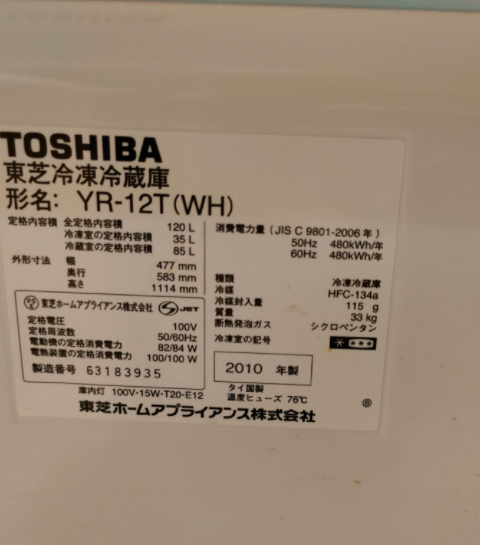 TOSHIBA
東芝冷凍冷蔵庫
形名: YR-12T(WH)
定格内容積 全定格内容積 120 L
冷凍室の定格内容積 35 L
冷蔵室の定格内容積 85 L
外形寸法 幅 477 mm
奥行 583 mm
高さ 1114 mm
東芝ホームアプライアンス株式会社 JET
定格電圧 100V
定格周波数 50/60Hz
電動機の定格消費電力 82/84 W
電熱装置の定格消費電力 100/100 W
製造番号 63183935
消費電力量 (JIS C 9801-2006 年)
50Hz 480kWh/年
60Hz 480kWh/年
種類 冷凍冷蔵庫
冷媒 HFC-134a
冷媒封入量 115 g
質量 33 kg
断熱発泡ガス シクロペンタン
冷凍室の記号
2010 年製
タイ国製
庫内灯 100V-15W-T20-E12 温度ヒューズ 76℃
東芝ホームアプライアンス株式会社